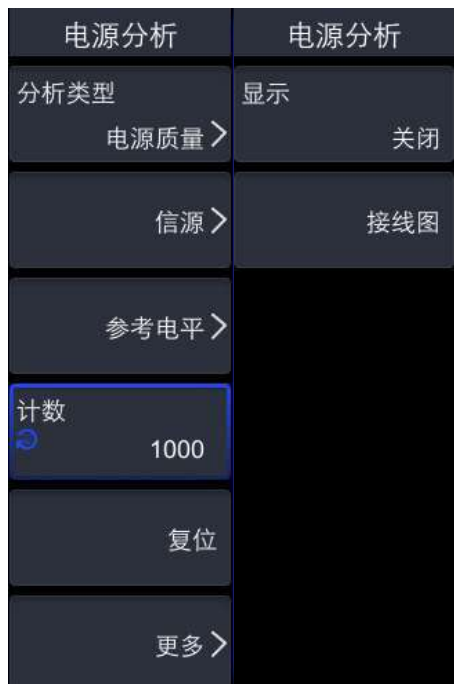 电源分析
分析类型
电源质量
信源
参考电平
计数
1000
复位
更多
电源分析
显示
关闭
接线图